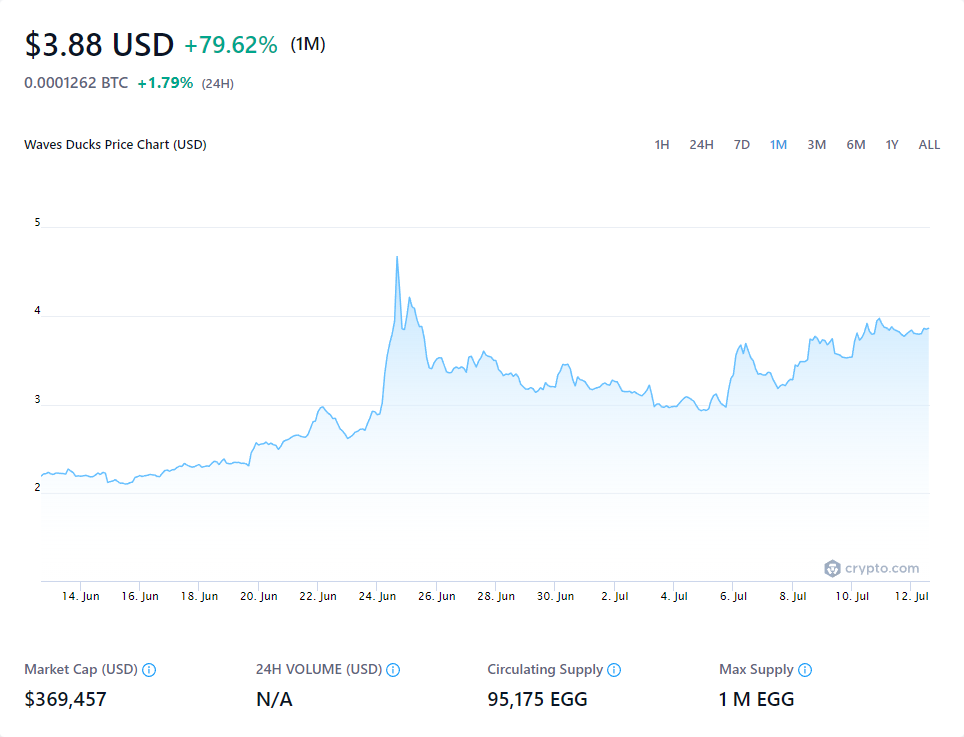 $3.88 USD +79.62% (1M)
0.0001262 BTC +1.79% (24H)
Waves Ducks Price Chart (USD) 1H 24H 7D 1M 3M 6M 1Y ALL
5
4
3
2
crypto.com
14. Jun 16. Jun 18. Jun 20. Jun 22. Jun 24. Jun 26. Jun 28. Jun 30. Jun 2. Jul 4. Jul 6. Jul 8. Jul 10. Jul 12. Jul
Market Cap (USD) 24H VOLUME (USD) Circulating Supply Max Supply
$369,457 N/A 95,175 EGG 1 M EGG